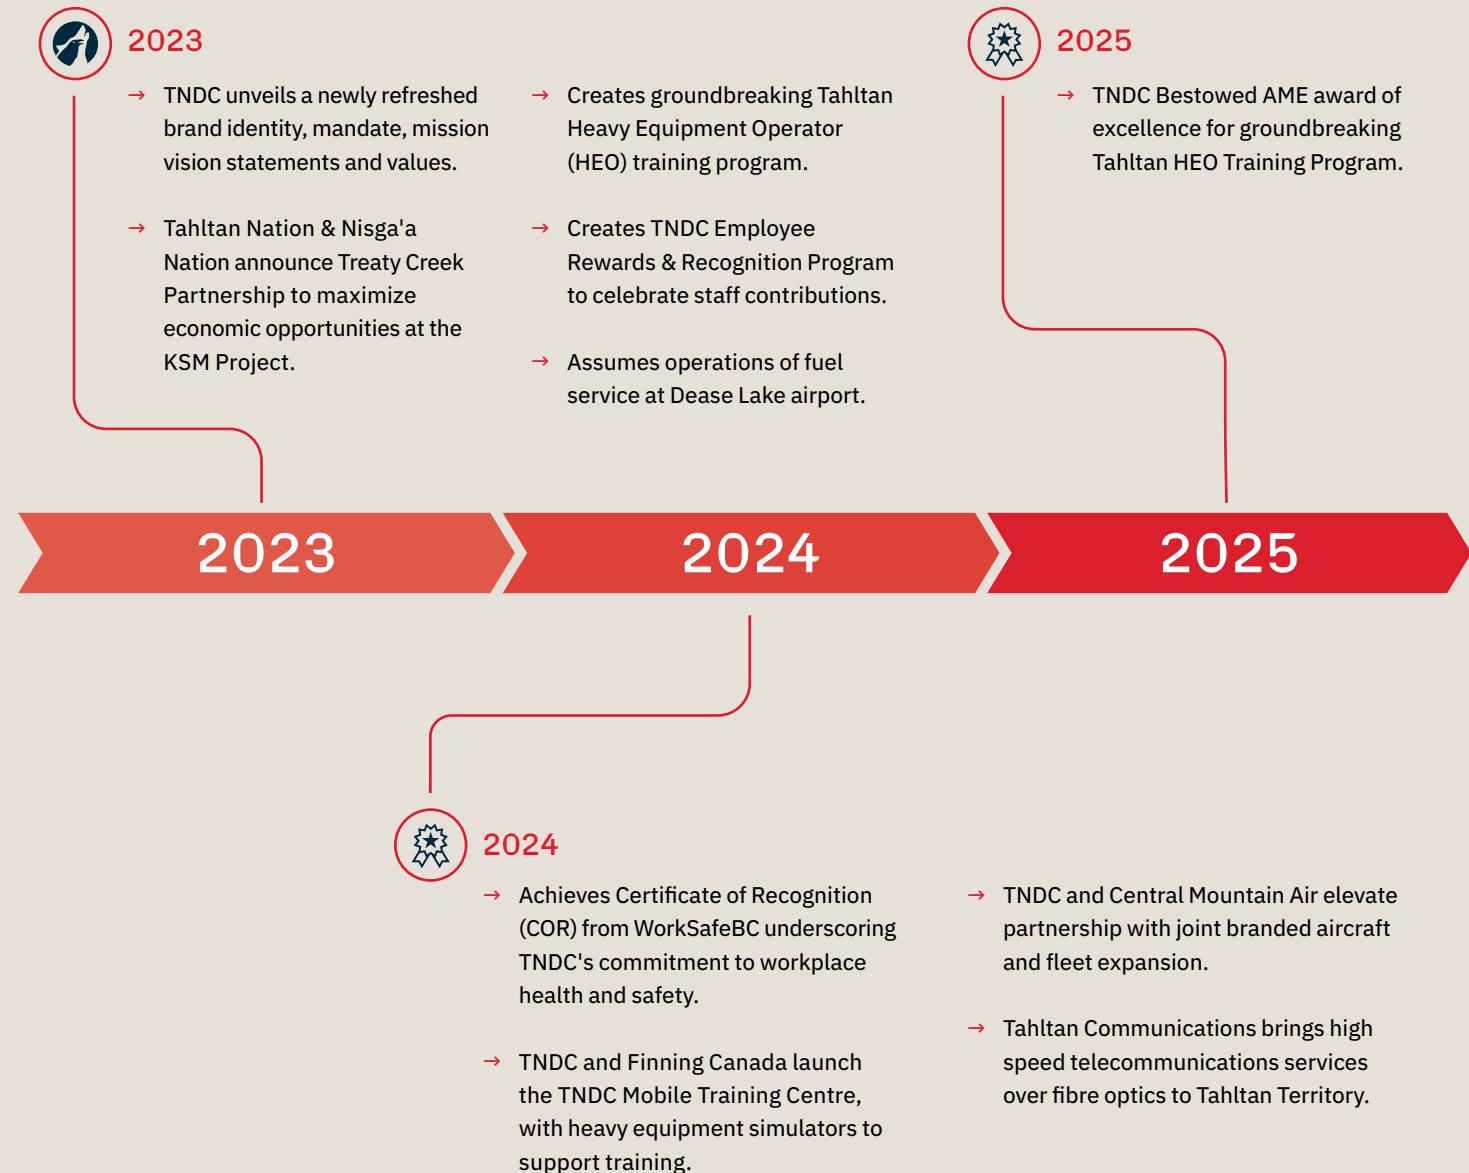 2023
→ TNDC unveils a newly refreshed
brand identity, mandate, mission
vision statements and values.
→ Tahltan Nation & Nisga'a
Nation announce Treaty Creek
Partnership to maximize
economic opportunities at the
KSM Project.
→ Creates groundbreaking Tahltan
Heavy Equipment Operator
(HEO) training program.
→ Creates TNDC Employee
Rewards & Recognition Program
to celebrate staff contributions.
→ Assumes operations of fuel
service at Dease Lake airport.
2025
→ TNDC Bestowed AME award of
excellence for groundbreaking
Tahltan HEO Training Program.
2023
2024
2025
2024
→ Achieves Certificate of Recognition
(COR) from WorkSafeBC underscoring
TNDC's commitment to workplace
health and safety.
→ TNDC and Finning Canada launch
the TNDC Mobile Training Centre,
with heavy equipment simulators to
support training.
→ TNDC and Central Mountain Air elevate
partnership with joint branded aircraft
and fleet expansion.
→ Tahltan Communications brings high
speed telecommunications services
over fibre optics to Tahltan Territory.